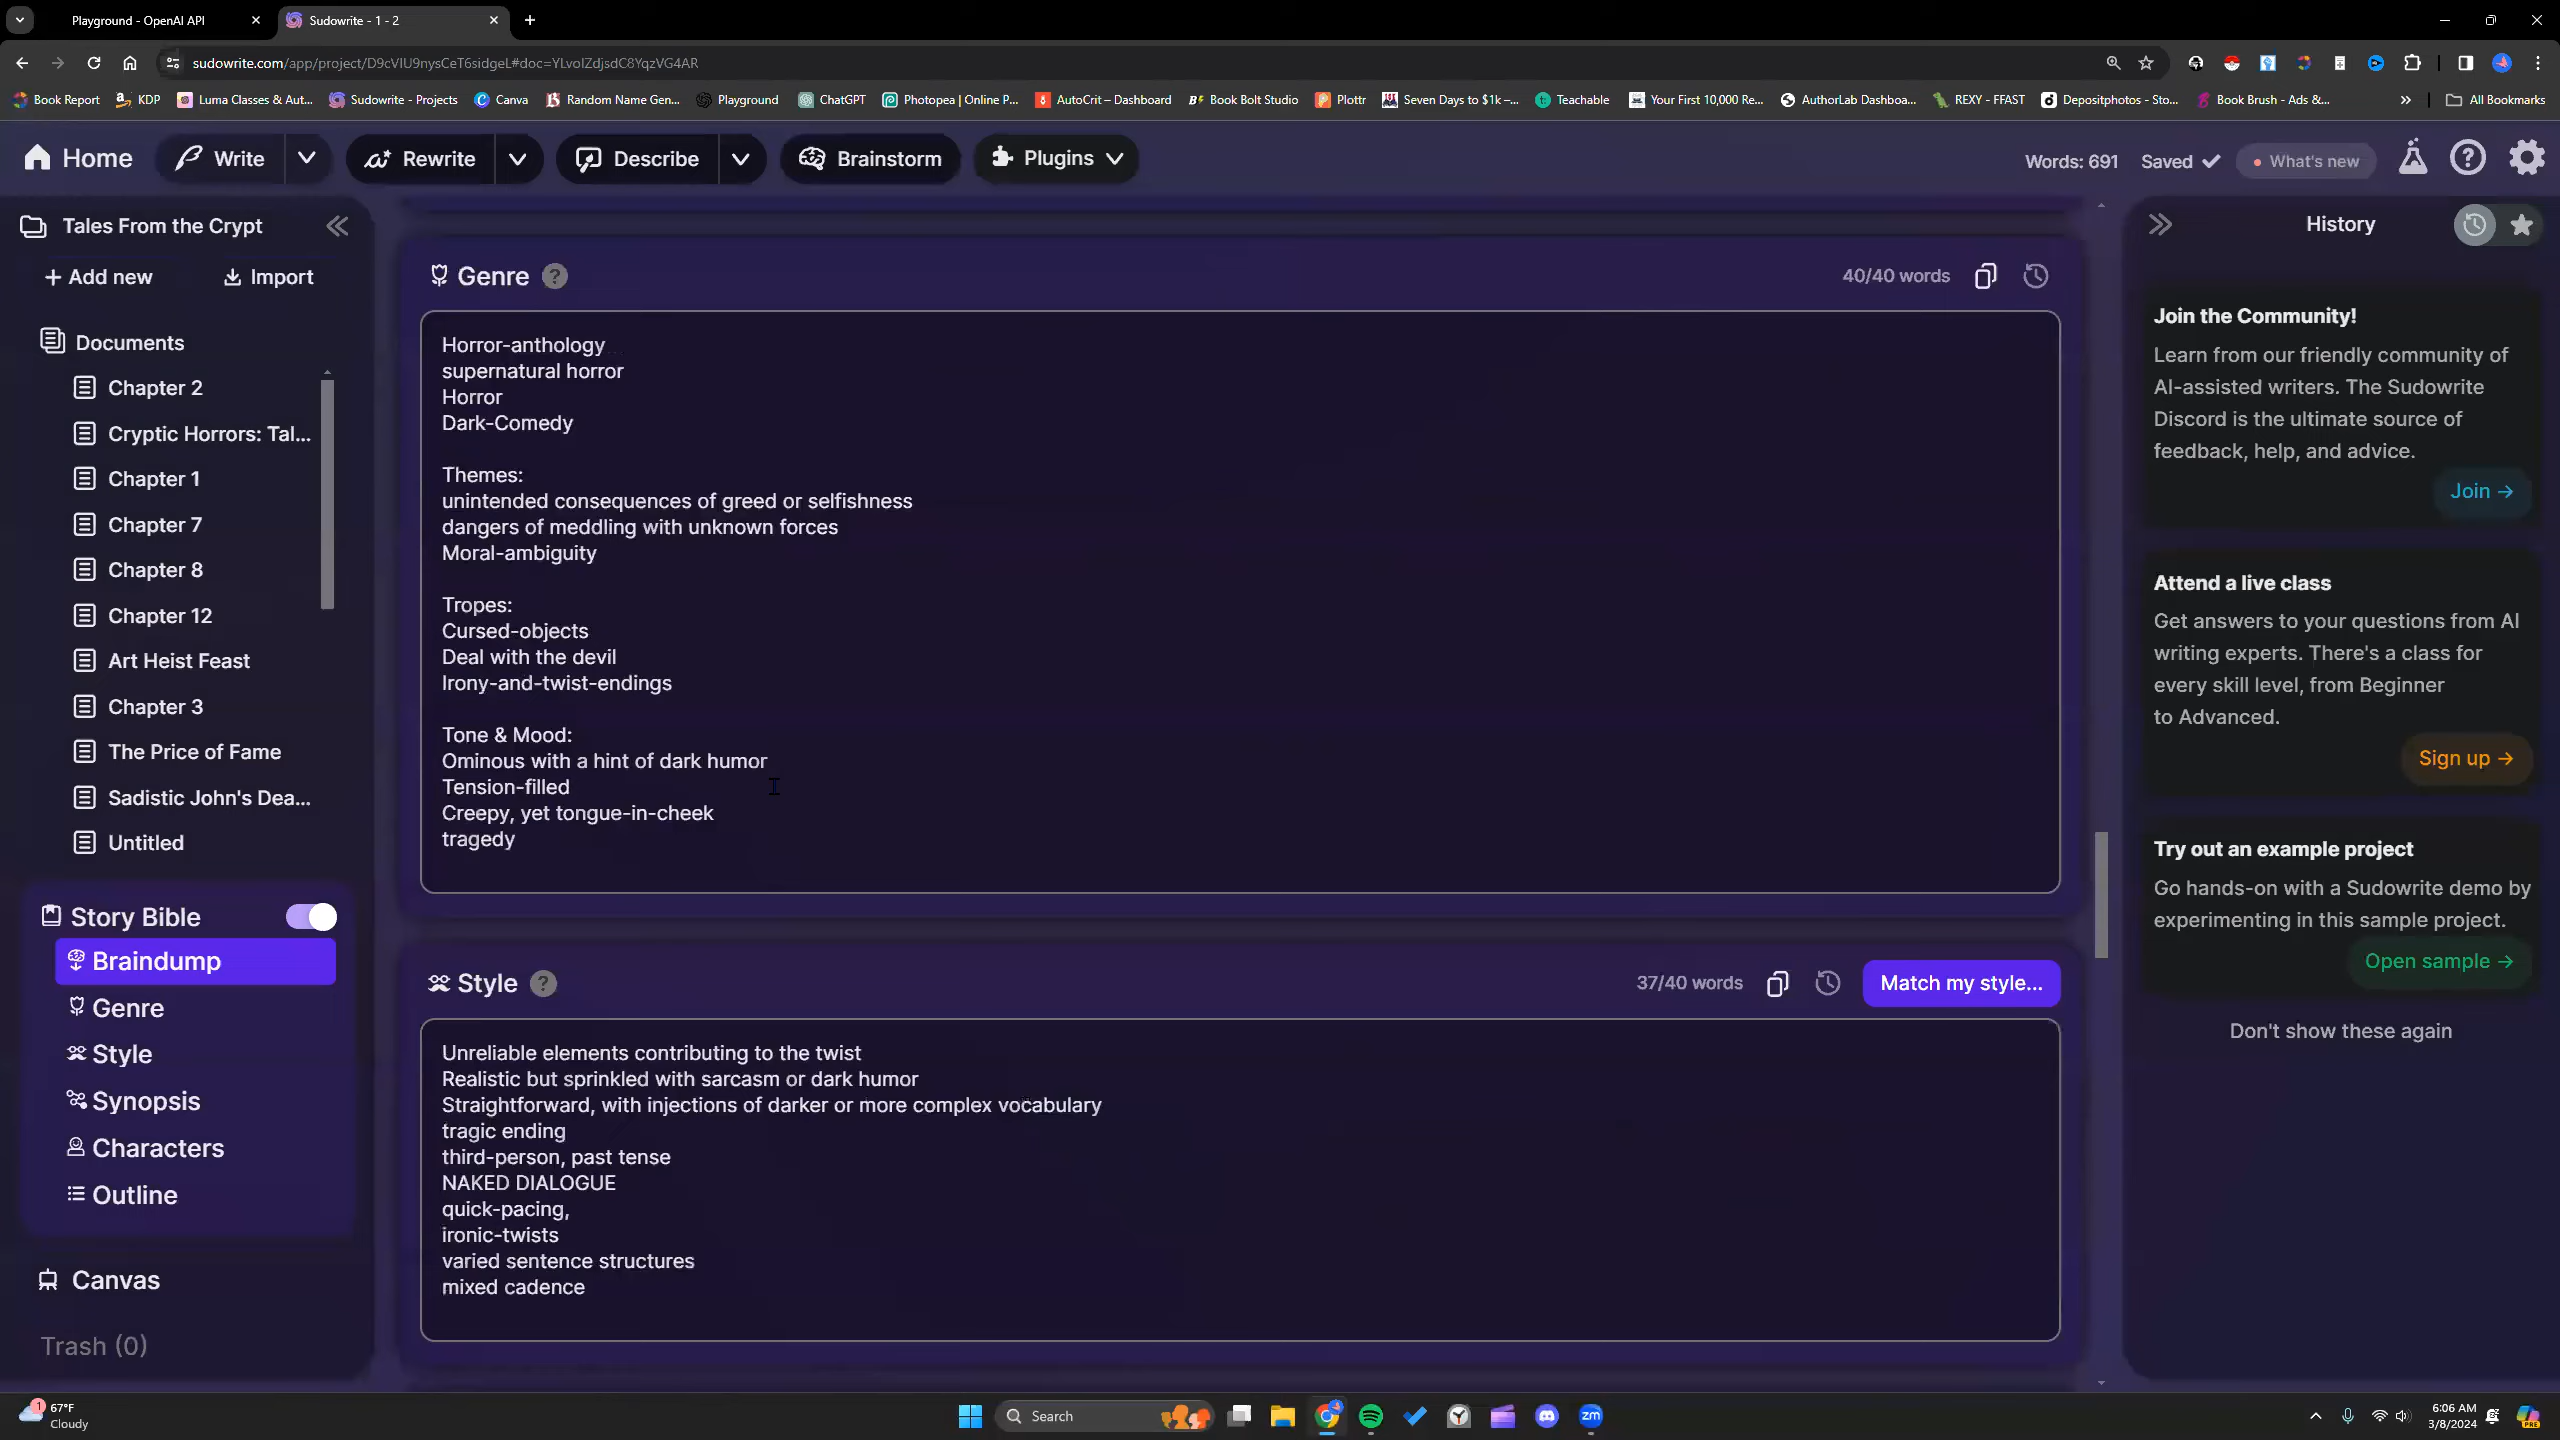 Playground - OpenAI API
Sudowrite - 1 - 2
sudowrite.com/app/project/D9cVIU9nysCeT6sidgeL#doc=YLvolZdjsdC8YqzVG4AR
Book Report
KDP
Luma Classes & Aut...
Sudowrite - Projects
Canva
Random Name Gen...
Playground
ChatGPT
Photopea | Online P...
AutoCrit – Dashboard
Book Bolt Studio
Plottr
Seven Days to $1k –...
Teachable
Your First 10,000 Re...
AuthorLab Dashboa...
REXY - FFAST
Depositphotos - Sto...
Book Brush - Ads &...
All Bookmarks
Home
Write
Rewrite
Describe
Brainstorm
Plugins
Words: 691
Saved
What's new
Tales From the Crypt
+ Add new
Import
Documents
Chapter 2
Cryptic Horrors: Tal...
Chapter 1
Chapter 7
Chapter 8
Chapter 12
Art Heist Feast
Chapter 3
The Price of Fame
Sadistic John's Dea...
Untitled
Story Bible
Braindump
Genre
Style
Synopsis
Characters
Outline
Canvas
Trash (0)
Genre
40/40 words
Horror-anthology
supernatural horror
Horror
Dark-Comedy
Themes:
unintended consequences of greed or selfishness
dangers of meddling with unknown forces
Moral-ambiguity
Tropes:
Cursed-objects
Deal with the devil
Irony-and-twist-endings
Tone & Mood:
Ominous with a hint of dark humor
Tension-filled
Creepy, yet tongue-in-cheek
tragedy
Style
37/40 words
Match my style...
Unreliable elements contributing to the twist
Realistic but sprinkled with sarcasm or dark humor
Straightforward, with injections of darker or more complex vocabulary
tragic ending
third-person, past tense
NAKED DIALOGUE
quick-pacing,
ironic-twists
varied sentence structures
mixed cadence
History
Join the Community!
Learn from our friendly community of
AI-assisted writers. The Sudowrite
Discord is the ultimate source of
feedback, help, and advice.
Join →
Attend a live class
Get answers to your questions from AI
writing experts. There's a class for
every skill level, from Beginner
to Advanced.
Sign up →
Try out an example project
Go hands-on with a Sudowrite demo by
experimenting in this sample project.
Open sample →
Don't show these again
1
67°F
Cloudy
Search
zm
6:06 AM
3/8/2024
PRE